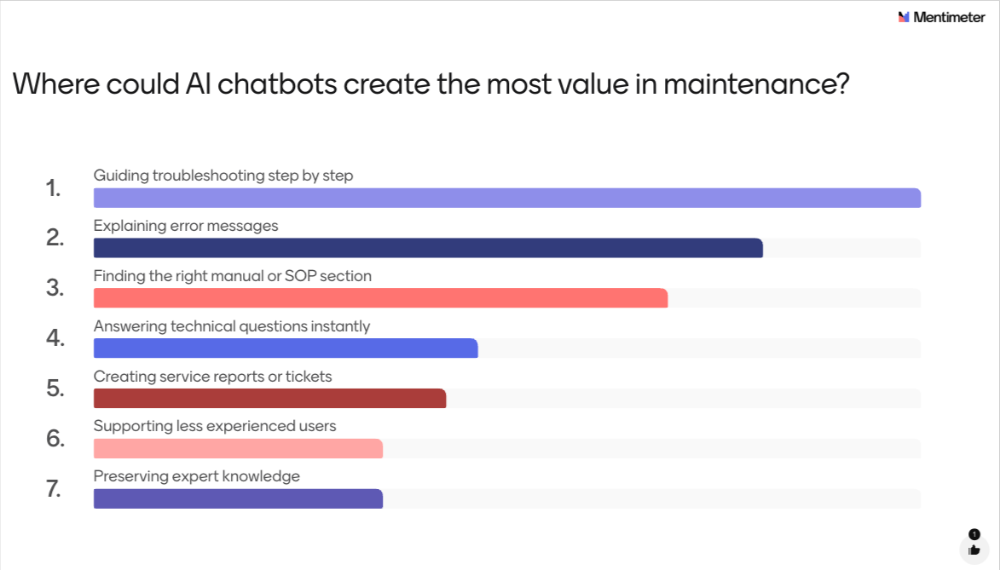 Mentimeter
Where could AI chatbots create the most value in maintenance?
1.
Guiding troubleshooting step by step
2.
Explaining error messages
3.
Finding the right manual or SOP section
4.
Answering technical questions instantly
5.
Creating service reports or tickets
6.
Supporting less experienced users
7.
Preserving expert knowledge
1